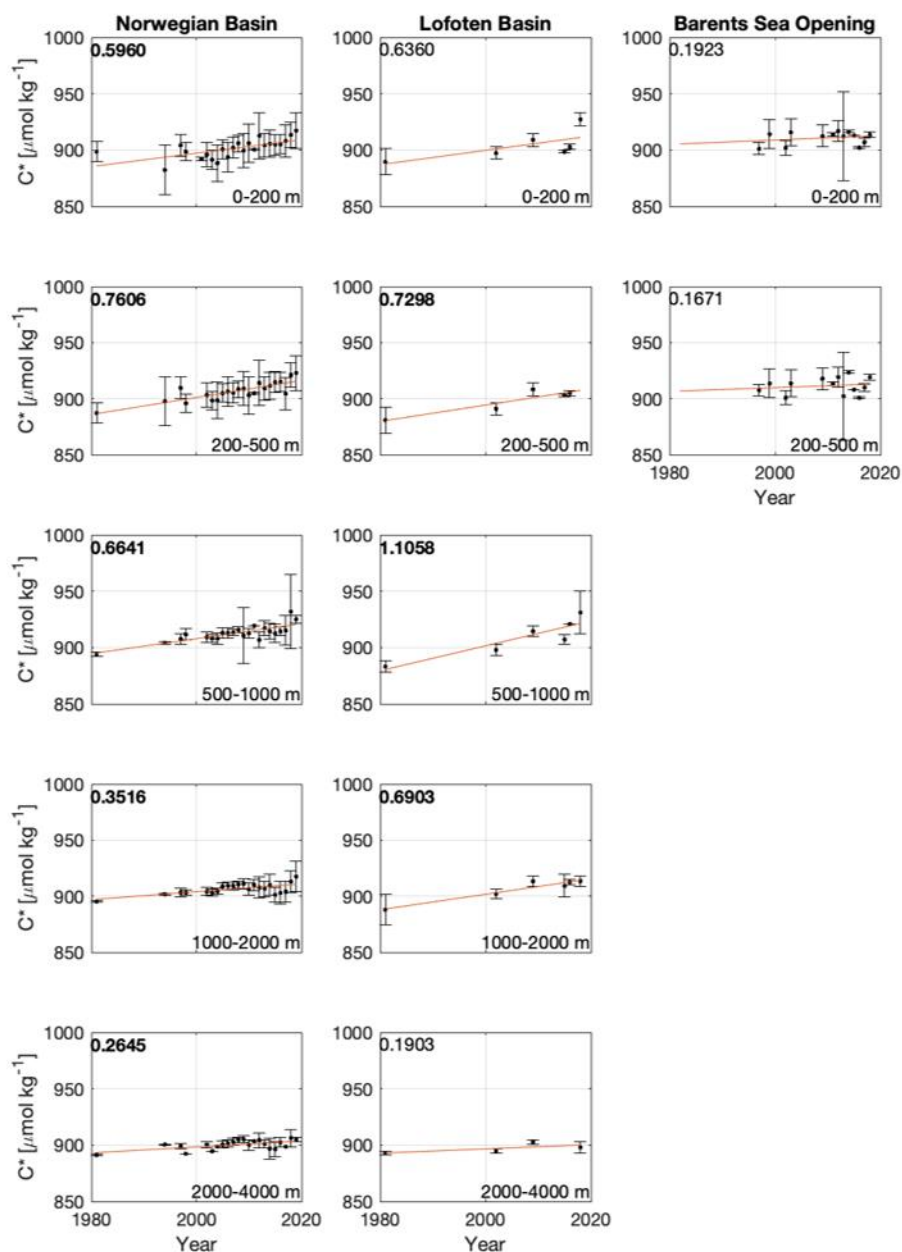 Norwegian Basin Lofoten Basin Barents Sea Opening
C* [μmol kg⁻¹]
1000 950 900 850
0.5960
0-200 m
1000 950 900 850
0.6360
0-200 m
1000 950 900 850
0.1923
0-200 m
C* [μmol kg⁻¹]
1000 950 900 850
0.7606
200-500 m
1000 950 900 850
0.7298
200-500 m
1000 950 900 850
0.1671
200-500 m
1980 2000 2020
Year
C* [μmol kg⁻¹]
1000 950 900 850
0.6641
500-1000 m
1000 950 900 850
1.1058
500-1000 m
C* [μmol kg⁻¹]
1000 950 900 850
0.3516
1000-2000 m
1000 950 900 850
0.6903
1000-2000 m
C* [μmol kg⁻¹]
1000 950 900 850
0.2645
2000-4000 m
1980 2000 2020
Year
1000 950 900 850
0.1903
2000-4000 m
1980 2000 2020
Year